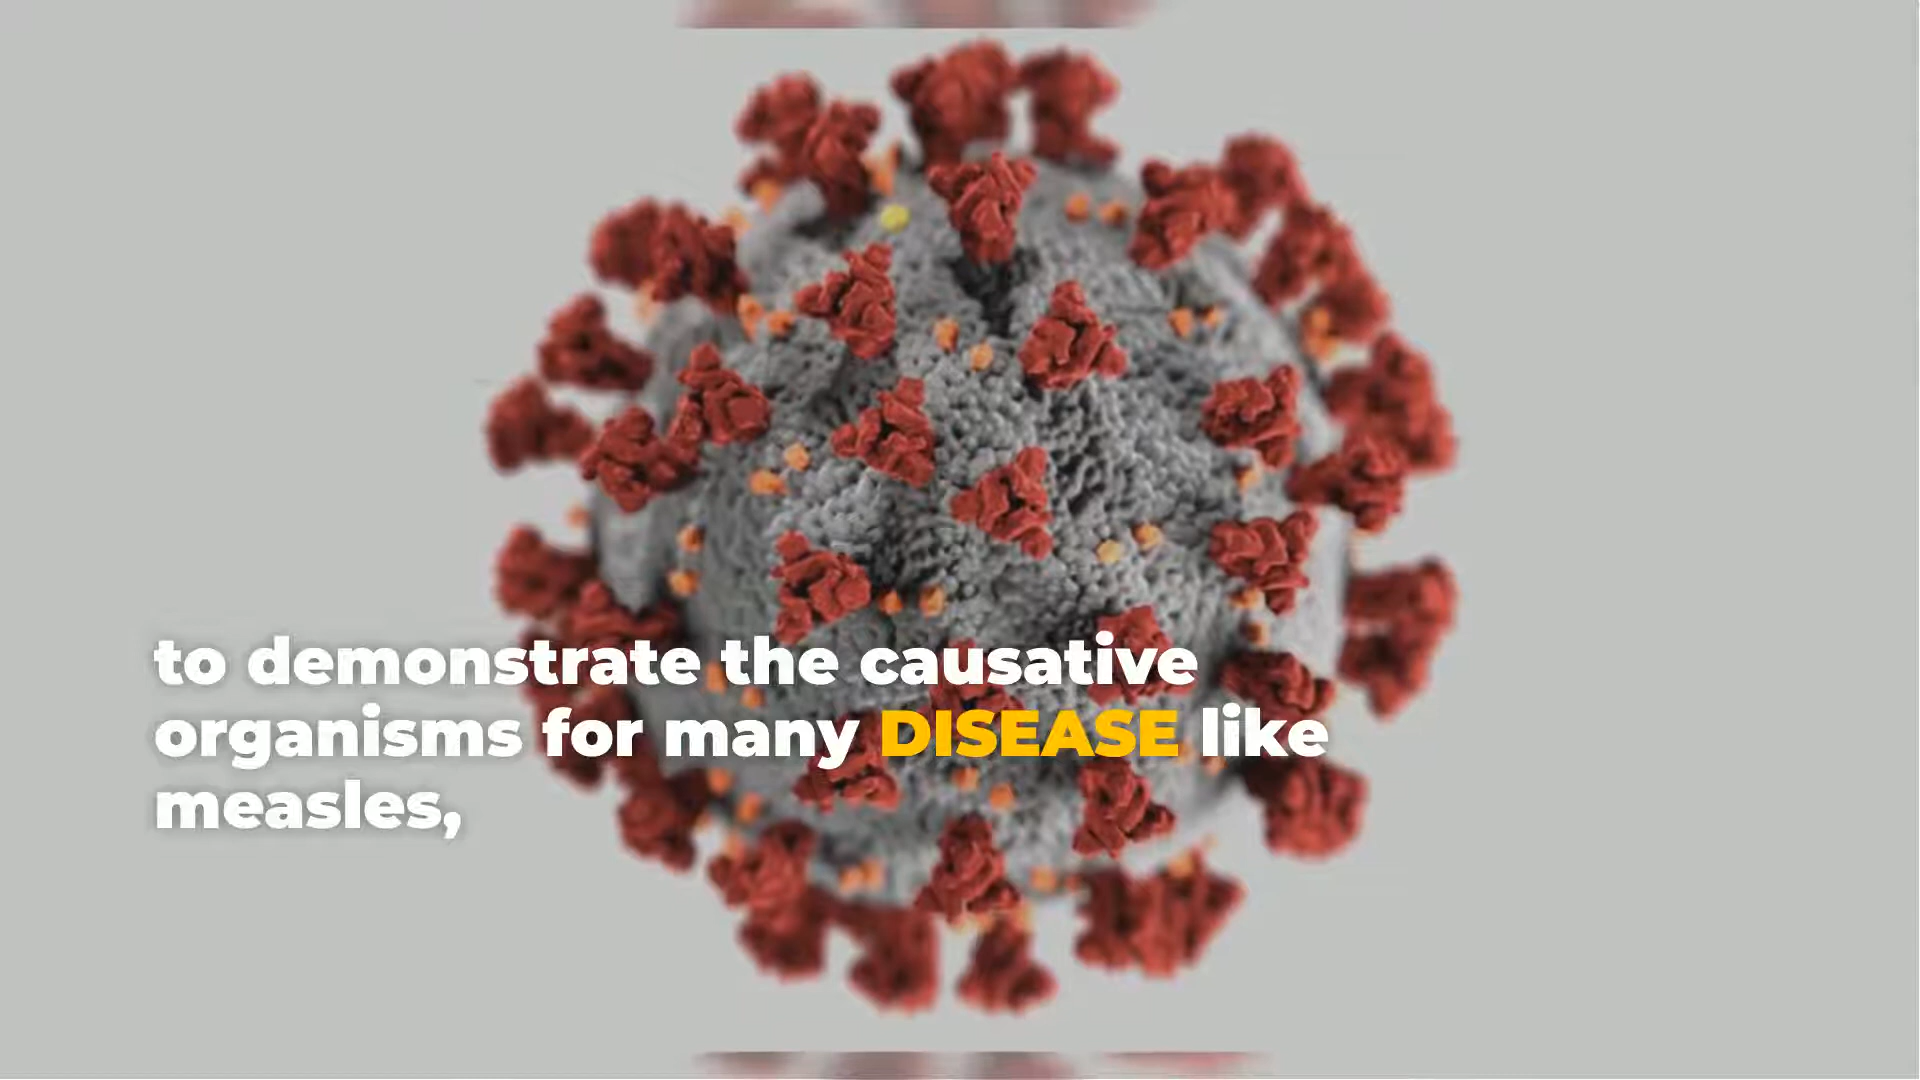 to demonstrate the causative
organisms for many DISEASE like
measles,